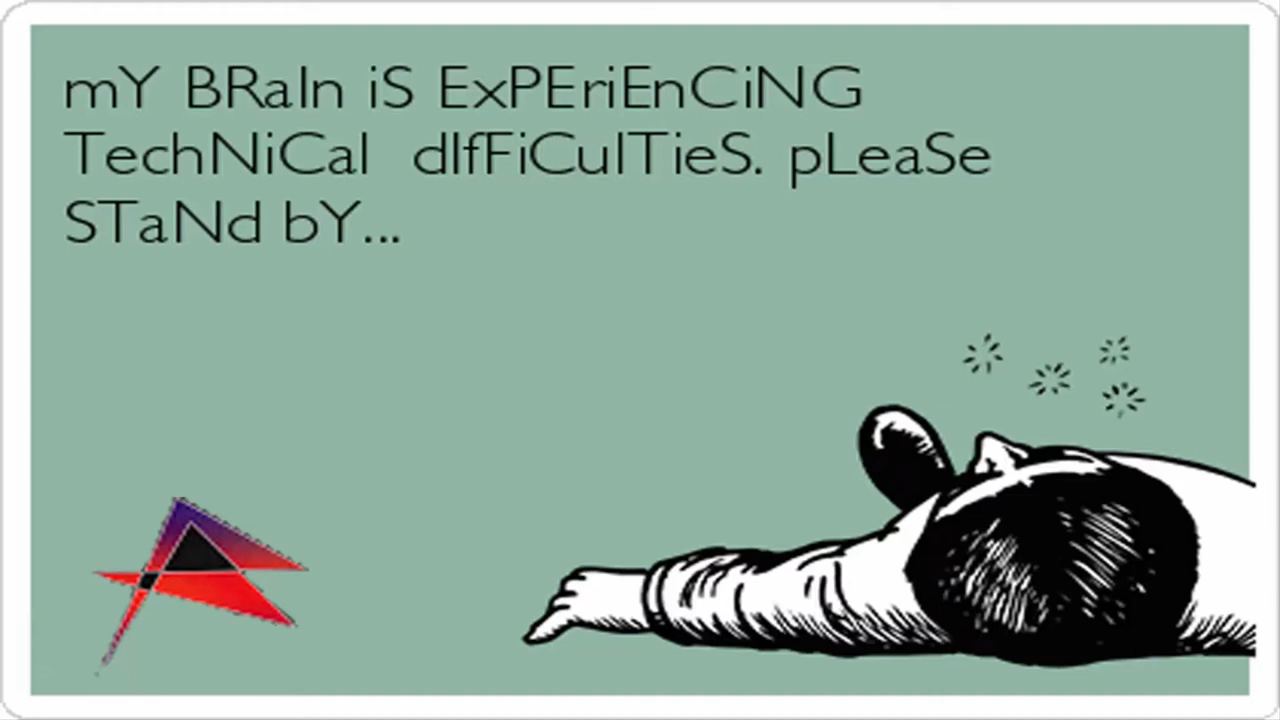 mY BRaIn iS ExPEriEnCiNG
TechNiCal dIfFiCulTieS. pLeaSe
STaNd bY...